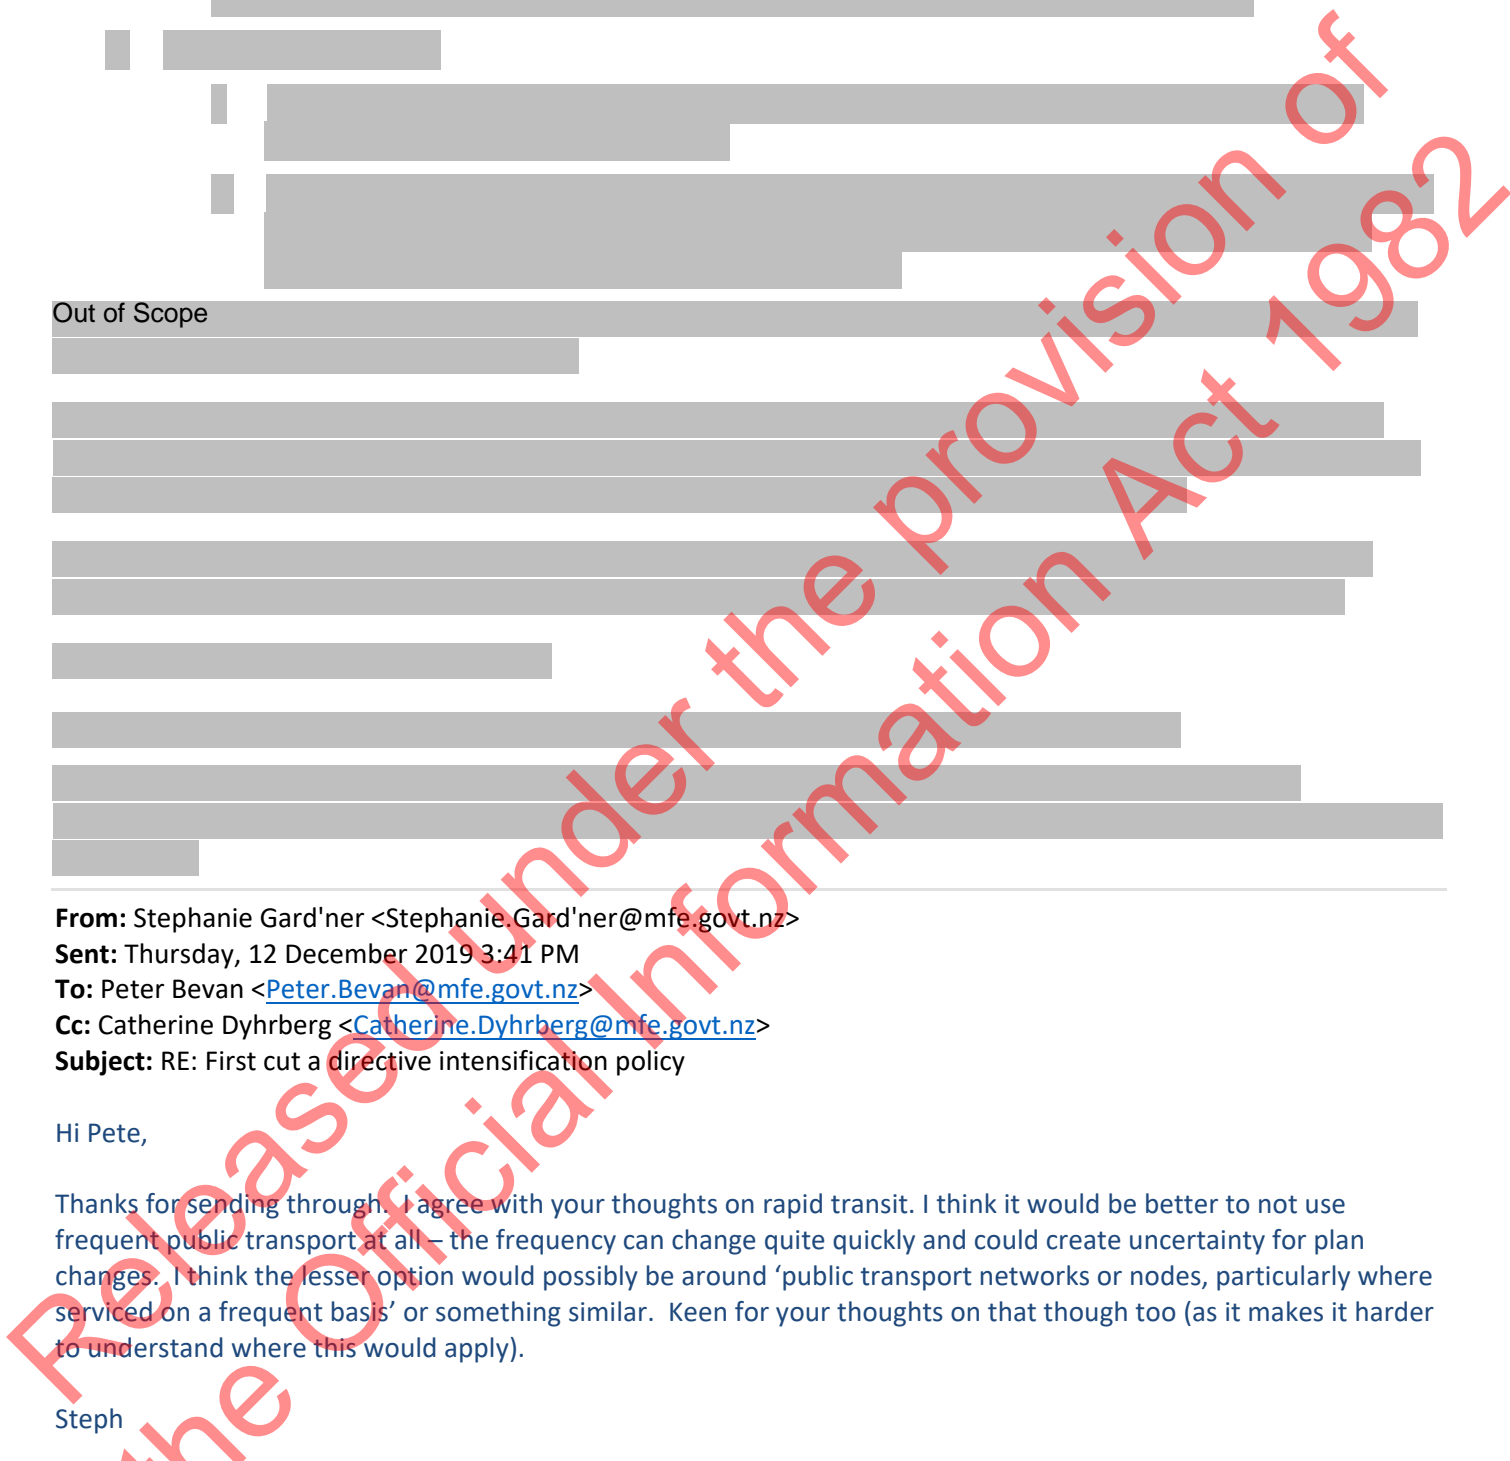 Out of Scope
From: Stephanie Gard'ner <Stephanie.Gard'ner@mfe.govt.nz>
Sent: Thursday, 12 December 2019 3:41 PM
To: Peter Bevan <Peter.Bevan@mfe.govt.nz>
Cc: Catherine Dyhrberg <Catherine.Dyhrberg@mfe.govt.nz>
Subject: RE: First cut a directive intensification policy
Hi Pete,
Thanks for sending through.  I agree with your thoughts on rapid transit. I think it would be better to not use
frequent public transport at all – the frequency can change quite quickly and could create uncertainty for plan
changes.  I think the lesser option would possibly be around ‘public transport networks or nodes, particularly where
serviced on a frequent basis’ or something similar.  Keen for your thoughts on that though too (as it makes it harder
to understand where this would apply).
Steph
Released under the provision of
the Official Information Act 1982